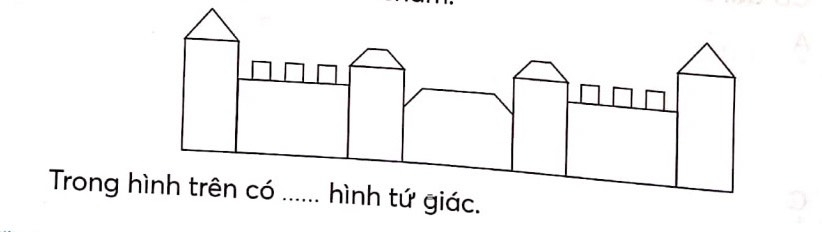 Trong hình trên có ...... hình tứ giác.